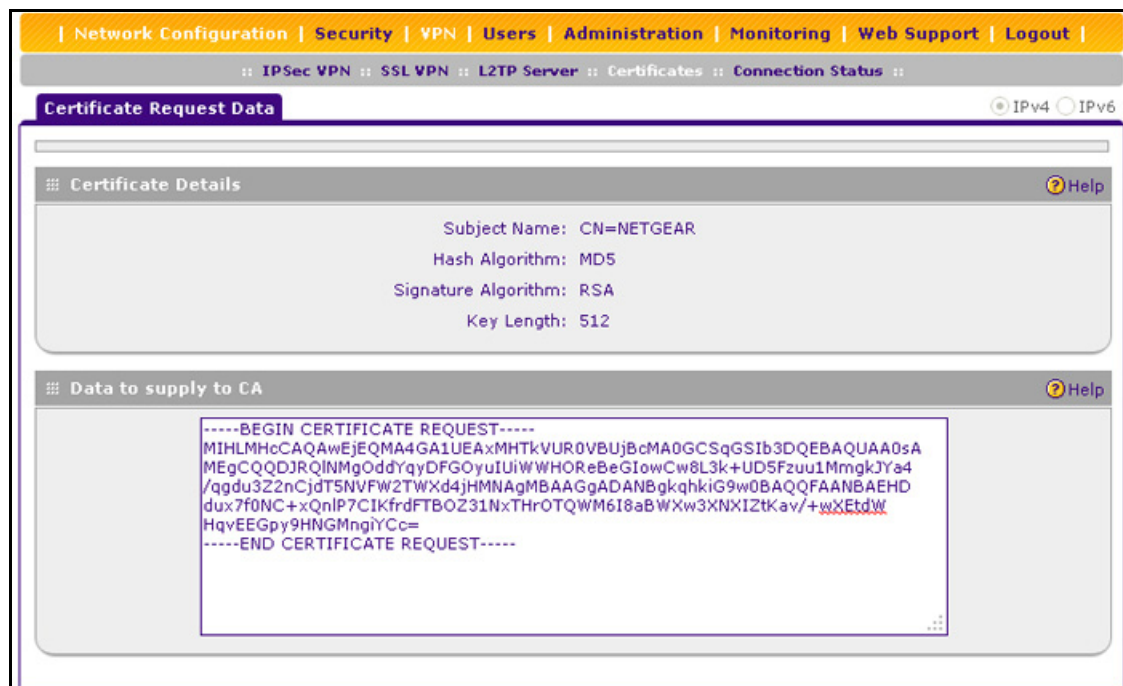 | Network Configuration | Security | VPN | Users | Administration | Monitoring | Web Support | Logout |
:: IPSec VPN :: SSL VPN :: L2TP Server :: Certificates :: Connection Status ::
Certificate Request Data IPv4 IPv6
Certificate Details Help
Subject Name: CN=NETGEAR
Hash Algorithm: MD5
Signature Algorithm: RSA
Key Length: 512
Data to supply to CA Help
-----BEGIN CERTIFICATE REQUEST-----
MIHLMHcCAQAwEjEQMA4GA1UEAxMHTkVUR0VBUjBcMA0GCSqGSIb3DQEBAQUAA0sA
MEgCQQDJRQlNMgOddYqyDFGOyuIUiWWHOReBeGIowCw8L3k+UD5Fzuu1MmgkJYa4
/qgdu3Z2nCjdT5NVFW2TWXd4jHMNAgMBAAGgADANBgkqhkiG9w0BAQQFAANBAEHD
dux7f0NC+xQnlP7CIKfrdFTBOZ31NxTHrOTQWM6I8aBWXw3XNXIZtKav/+wXEtdW
HqvEEGpy9HNGMngiYCc=
-----END CERTIFICATE REQUEST-----